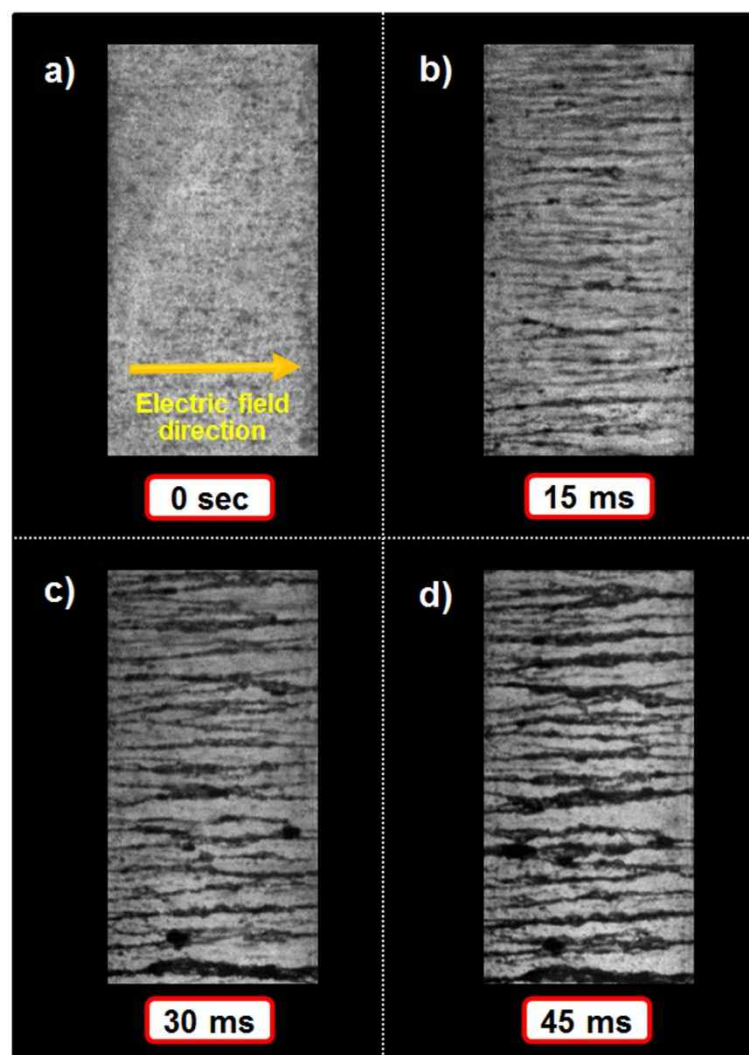 a)
b)
Electric field
direction
0 sec
15 ms
c)
d)
30 ms
45 ms